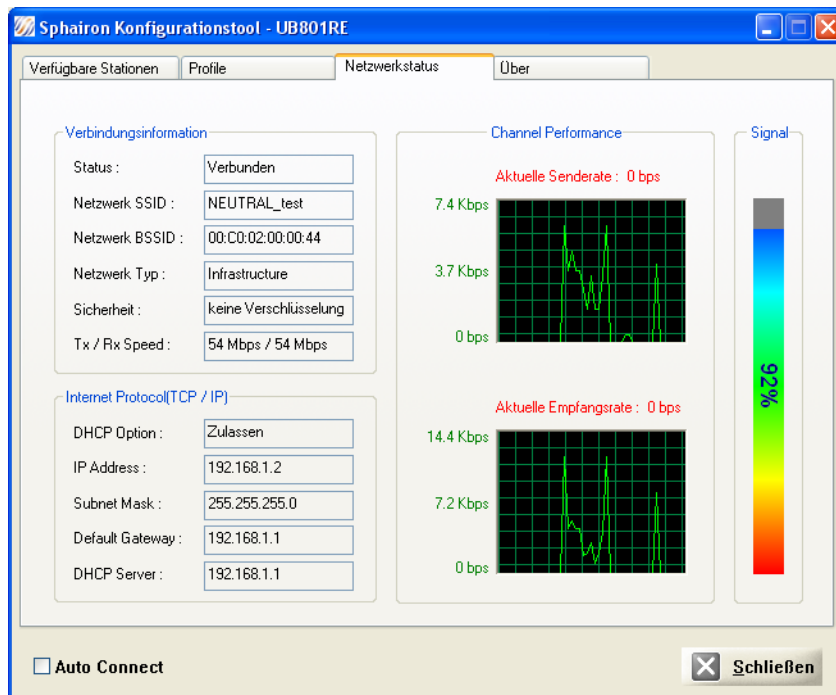 Sphairon Konfigurationstool - UB801RE
Verfügbare Stationen
Profile
Netzwerkstatus
Über
Verbindungsinformation
Status :
Verbunden
Netzwerk SSID :
NEUTRAL_test
Netzwerk BSSID :
00:C0:02:00:00:44
Netzwerk Typ :
Infrastructure
Sicherheit :
keine Verschlüsselung
Tx / Rx Speed :
54 Mbps / 54 Mbps
Internet Protocol(TCP / IP)
DHCP Option :
Zulassen
IP Address :
192.168.1.2
Subnet Mask :
255.255.255.0
Default Gateway :
192.168.1.1
DHCP Server :
192.168.1.1
Channel Performance
Aktuelle Senderate : 0 bps
7.4 Kbps
3.7 Kbps
0 bps
Aktuelle Empfangsrate : 0 bps
14.4 Kbps
7.2 Kbps
0 bps
Signal
92%
Auto Connect
Schließen